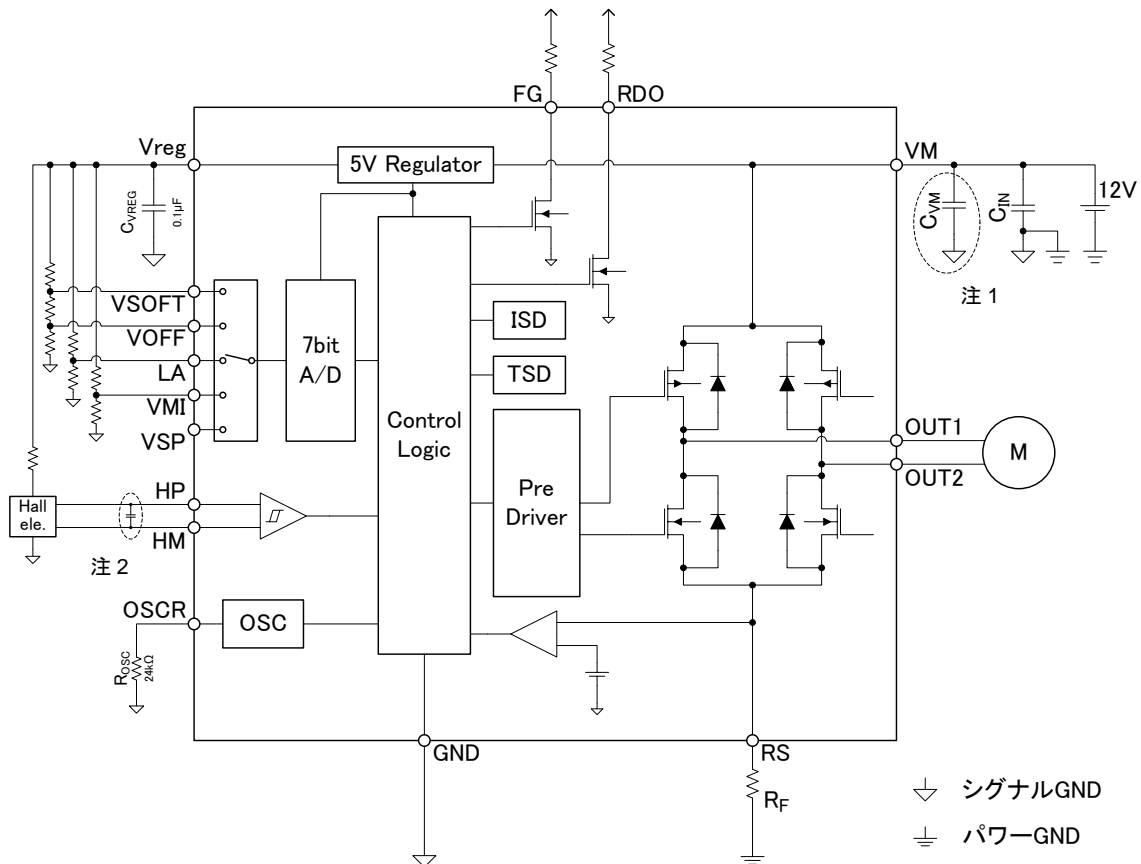 FG
RDO
Vreg
5V Regulator
VM
CVREG
0.1μF
CVM
CIN
12V
注1
VSOFT
VOFF
LA
VMI
VSP
7bit
A/D
Control
Logic
ISD
TSD
Pre
Driver
OUT1
OUT2
M
Hall
ele.
HP
HM
注2
OSCR
OSC
ROSC
24kΩ
GND
RS
RF
シグナルGND
パワーGND